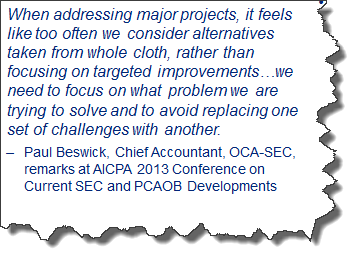 When addressing major projects, it feels
like too often we consider alternatives
taken from whole cloth, rather than
focusing on targeted improvements…we
need to focus on what problem we are
trying to solve and to avoid replacing one
set of challenges with another.
– Paul Beswick, Chief Accountant, OCA-SEC,
remarks at AICPA 2013 Conference on
Current SEC and PCAOB Developments